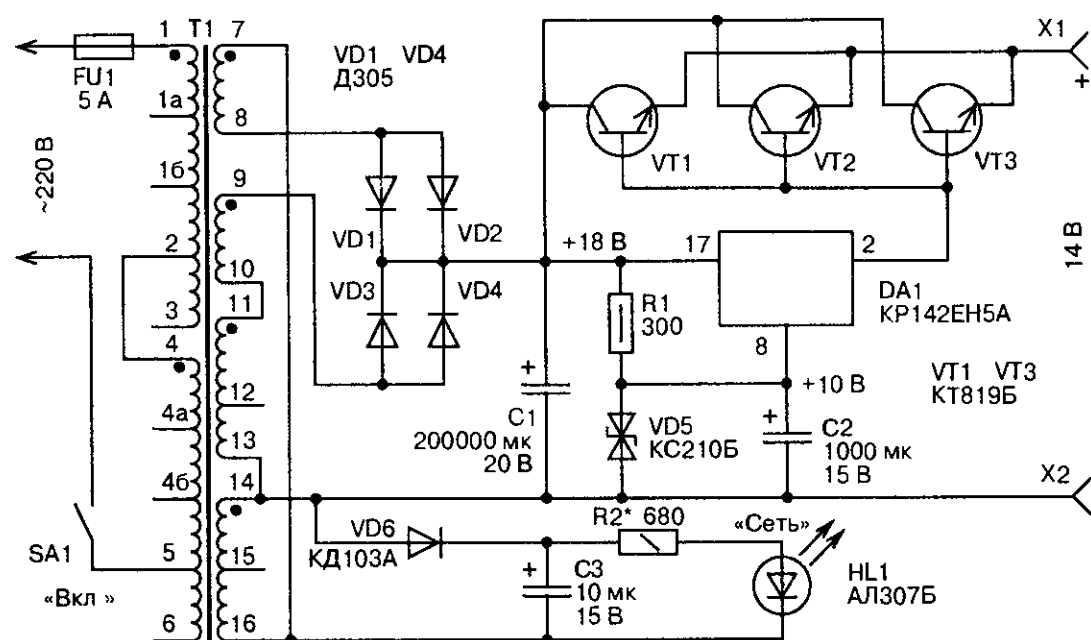 1 T1 7
FU1
5 А
1а
8
1б
~220 В
9
2
10
3
11
4
12
4а
13
4б
14
5
15
6
16
SA1
«Вкл »
VD1 VD4
Д305
VD1
VD2
VD3
VD4
+18 В
17
2
8
R1
300
DA1
КР142ЕН5А
VT1
VT2
VT3
X1
+
14 В
VT1 VT3
КТ819Б
+10 В
+
C1
200000 мк
20 В
VD5
КС210Б
+
C2
1000 мк
15 В
X2
VD6
КД103А
R2* 680
«Сеть»
+
C3
10 мк
15 В
HL1
АЛ307Б